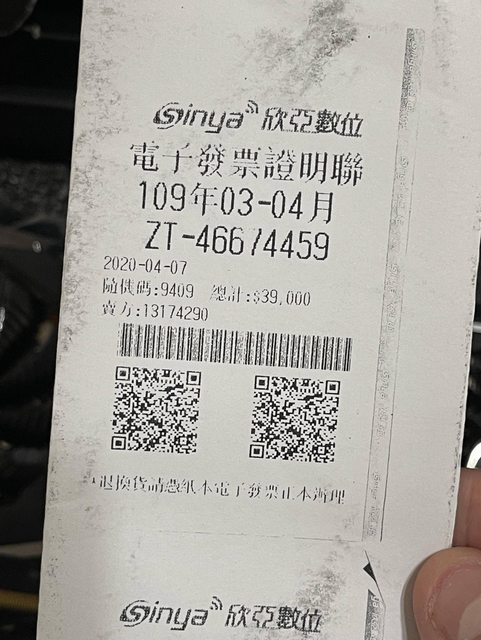 Sinya 欣亞數位
電子發票證明聯
109年03-04月
ZT-46674459
2020-04-07
隨機碼:9409 總計:$39,000
賣方:13174290
*退換貨請憑紙本電子發票正本辦理
Sinya 欣亞數位